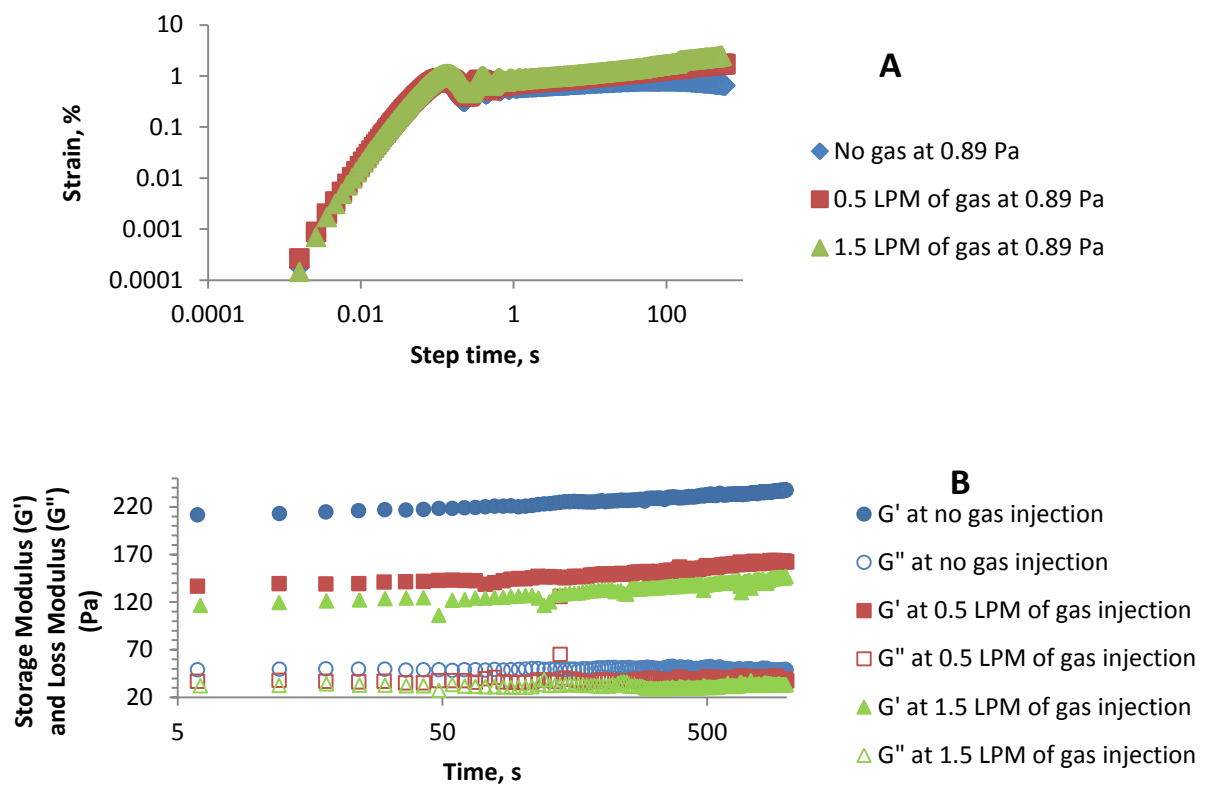 10
1
0.1
0.01
0.001
0.0001
Strain, %
0.0001
0.01
1
100
Step time, s
A
No gas at 0.89 Pa
0.5 LPM of gas at 0.89 Pa
1.5 LPM of gas at 0.89 Pa
Storage Modulus (G')
and Loss Modulus (G")
(Pa)
220
170
120
70
20
5
50
500
Time, s
B
G' at no gas injection
G" at no gas injection
G' at 0.5 LPM of gas injection
G" at 0.5 LPM of gas injection
G' at 1.5 LPM of gas injection
G" at 1.5 LPM of gas injection